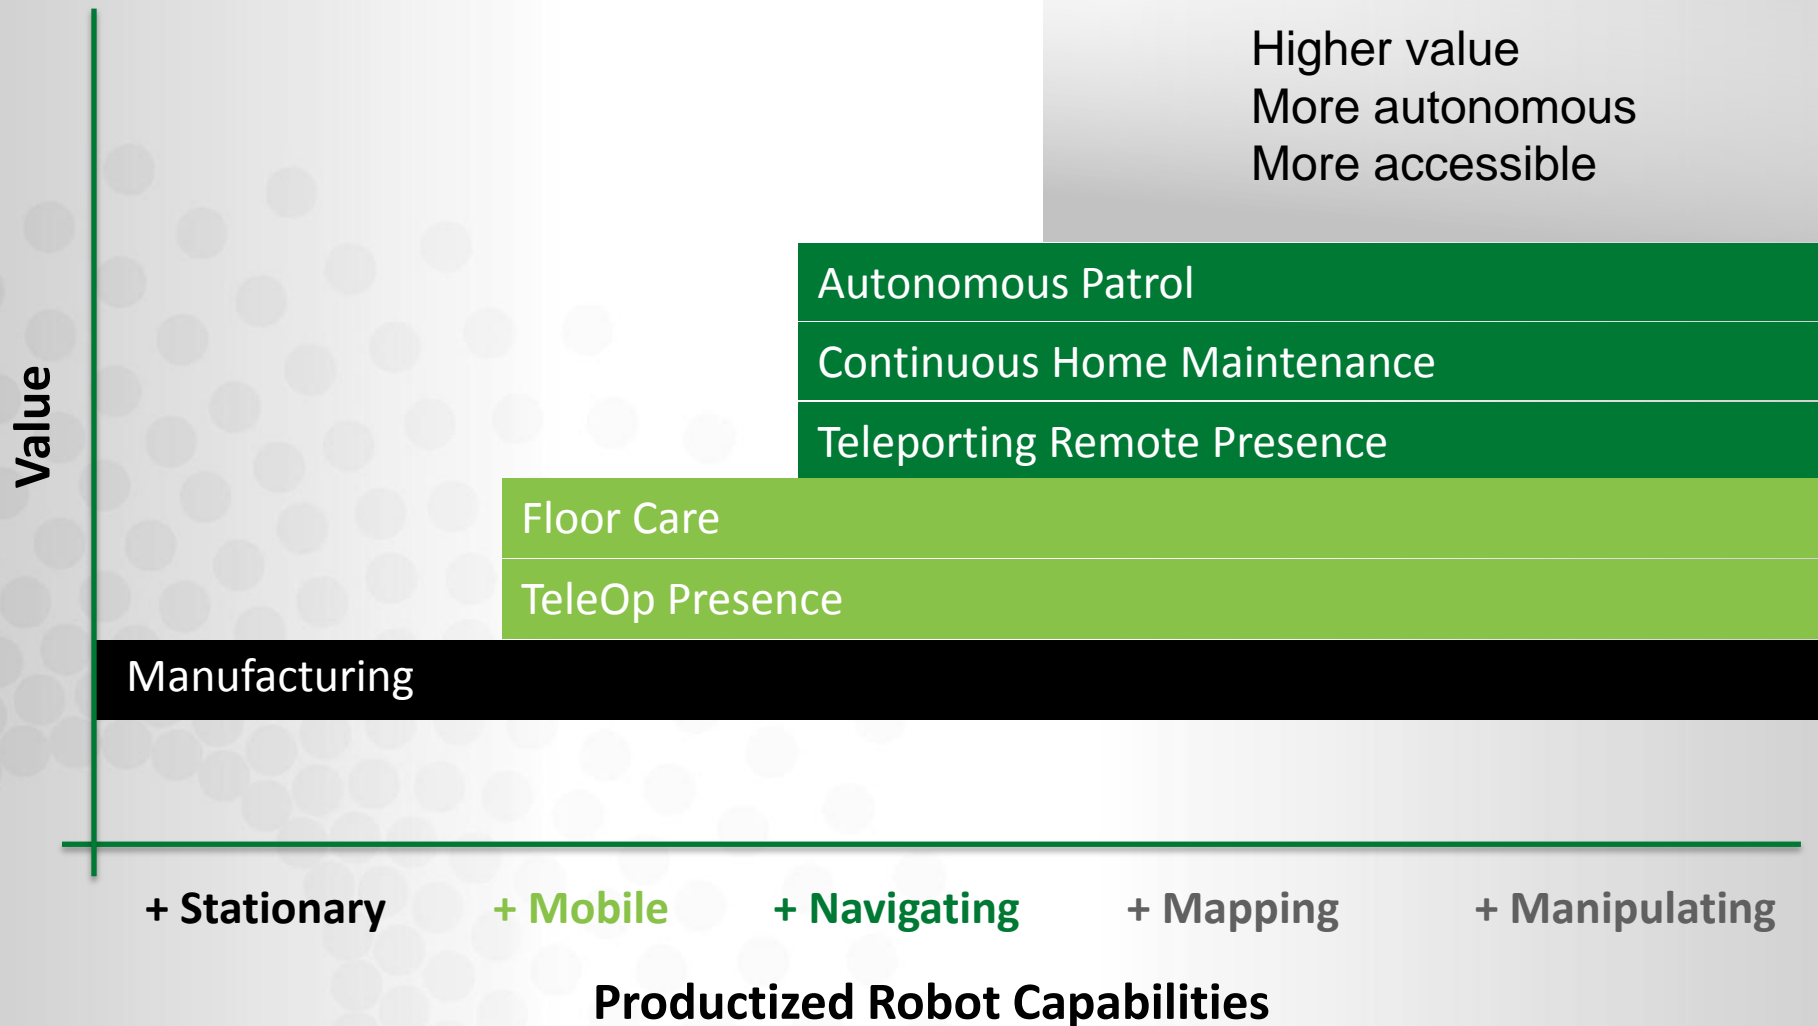 Higher value
More autonomous
More accessible
Autonomous Patrol
Continuous Home Maintenance
Teleporting Remote Presence
Floor Care
TeleOp Presence
Manufacturing
Value
+ Stationary + Mobile + Navigating + Mapping + Manipulating
Productized Robot Capabilities